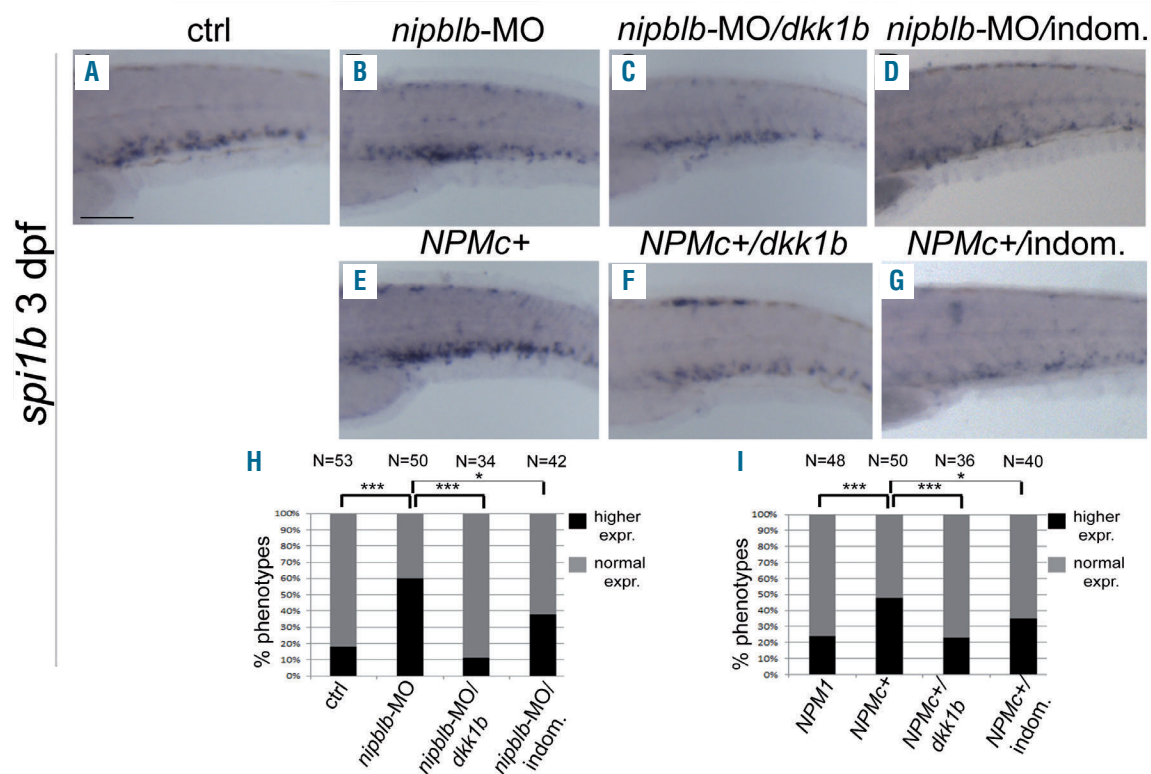 ctrl
nipblb-MO
nipblb-MO/dkk1b
nipblb-MO/indom.
A
B
C
D
spi1b 3 dpf
NPMc+
NPMc+/dkk1b
NPMc+/indom.
E
F
G
H
N=53 N=50 N=34 N=42
*
*** ***
100%
90%
80%
70%
60%
50%
40%
30%
20%
10%
0%
% phenotypes
higher
expr.
normal
expr.
ctrl
nipblb-MO
nipblb-MO/
dkk1b
nipblb-MO/
indom.
I
N=48 N=50 N=36 N=40
*
*** ***
100%
90%
80%
70%
60%
50%
40%
30%
20%
10%
0%
% phenotypes
higher
expr.
normal
expr.
NPM1
NPMc+
NPMc+/
dkk1b
NPMc+/
indom.